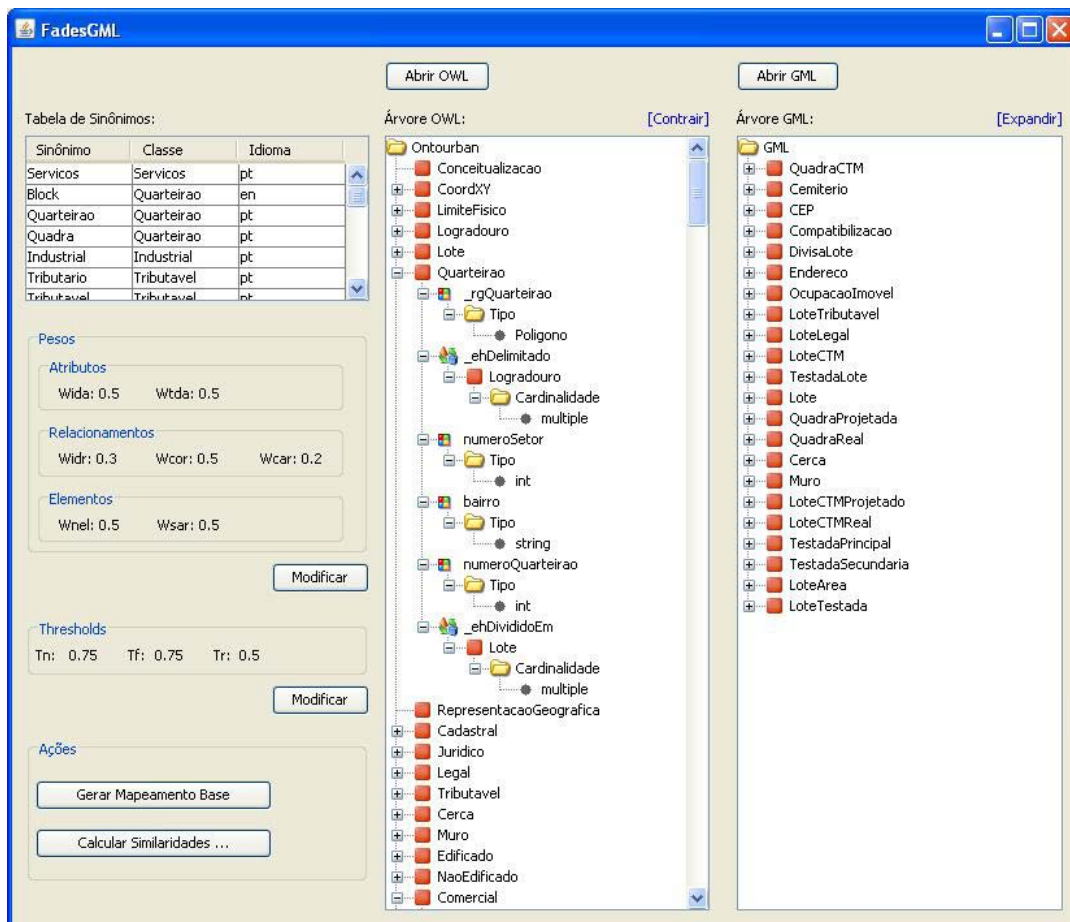 FadesGML
Abrir OWL
Abrir GML
Tabela de Sinônimos:
Sinônimo Classe Idioma
Servicos Servicos pt
Block Quarteirao en
Quarteirao Quarteirao pt
Quadra Quarteirao pt
Industrial Industrial pt
Tributario Tributavel pt
Tributavel Tributavel pt
Pesos
Atributos
Wida: 0.5 Wtda: 0.5
Relacionamentos
Widr: 0.3 Wcor: 0.5 Wcar: 0.2
Elementos
Wnel: 0.5 Wsar: 0.5
Modificar
Thresholds
Tn: 0.75 Tf: 0.75 Tr: 0.5
Modificar
Ações
Gerar Mapeamento Base
Calcular Similaridades ...
Árvore OWL: [Contrair]
Ontourban
Conceitualizacao
CoordXY
LimiteFisico
Logradouro
Lote
Quarteirao
_rgQuarteirao
Tipo
Poligono
_ehDelimitado
Logradouro
Cardinalidade
multiple
numeroSetor
Tipo
int
bairro
Tipo
string
numeroQuarteirao
Tipo
int
_ehDivididoEm
Lote
Cardinalidade
multiple
RepresentacaoGeografica
Cadastral
Juridico
Legal
Tributavel
Cerca
Muro
Edificado
NaoEdificado
Comercial
Árvore GML: [Expandir]
GML
QuadraCTM
Cemiterio
CEP
Compatibilizacao
DivisaLote
Endereco
OcupacaoImovel
LoteTributavel
LoteLegal
LoteCTM
TestadaLote
Lote
QuadraProjetada
QuadraReal
Cerca
Muro
LoteCTMProjetado
LoteCTMReal
TestadaPrincipal
TestadaSecundaria
LoteArea
LoteTestada